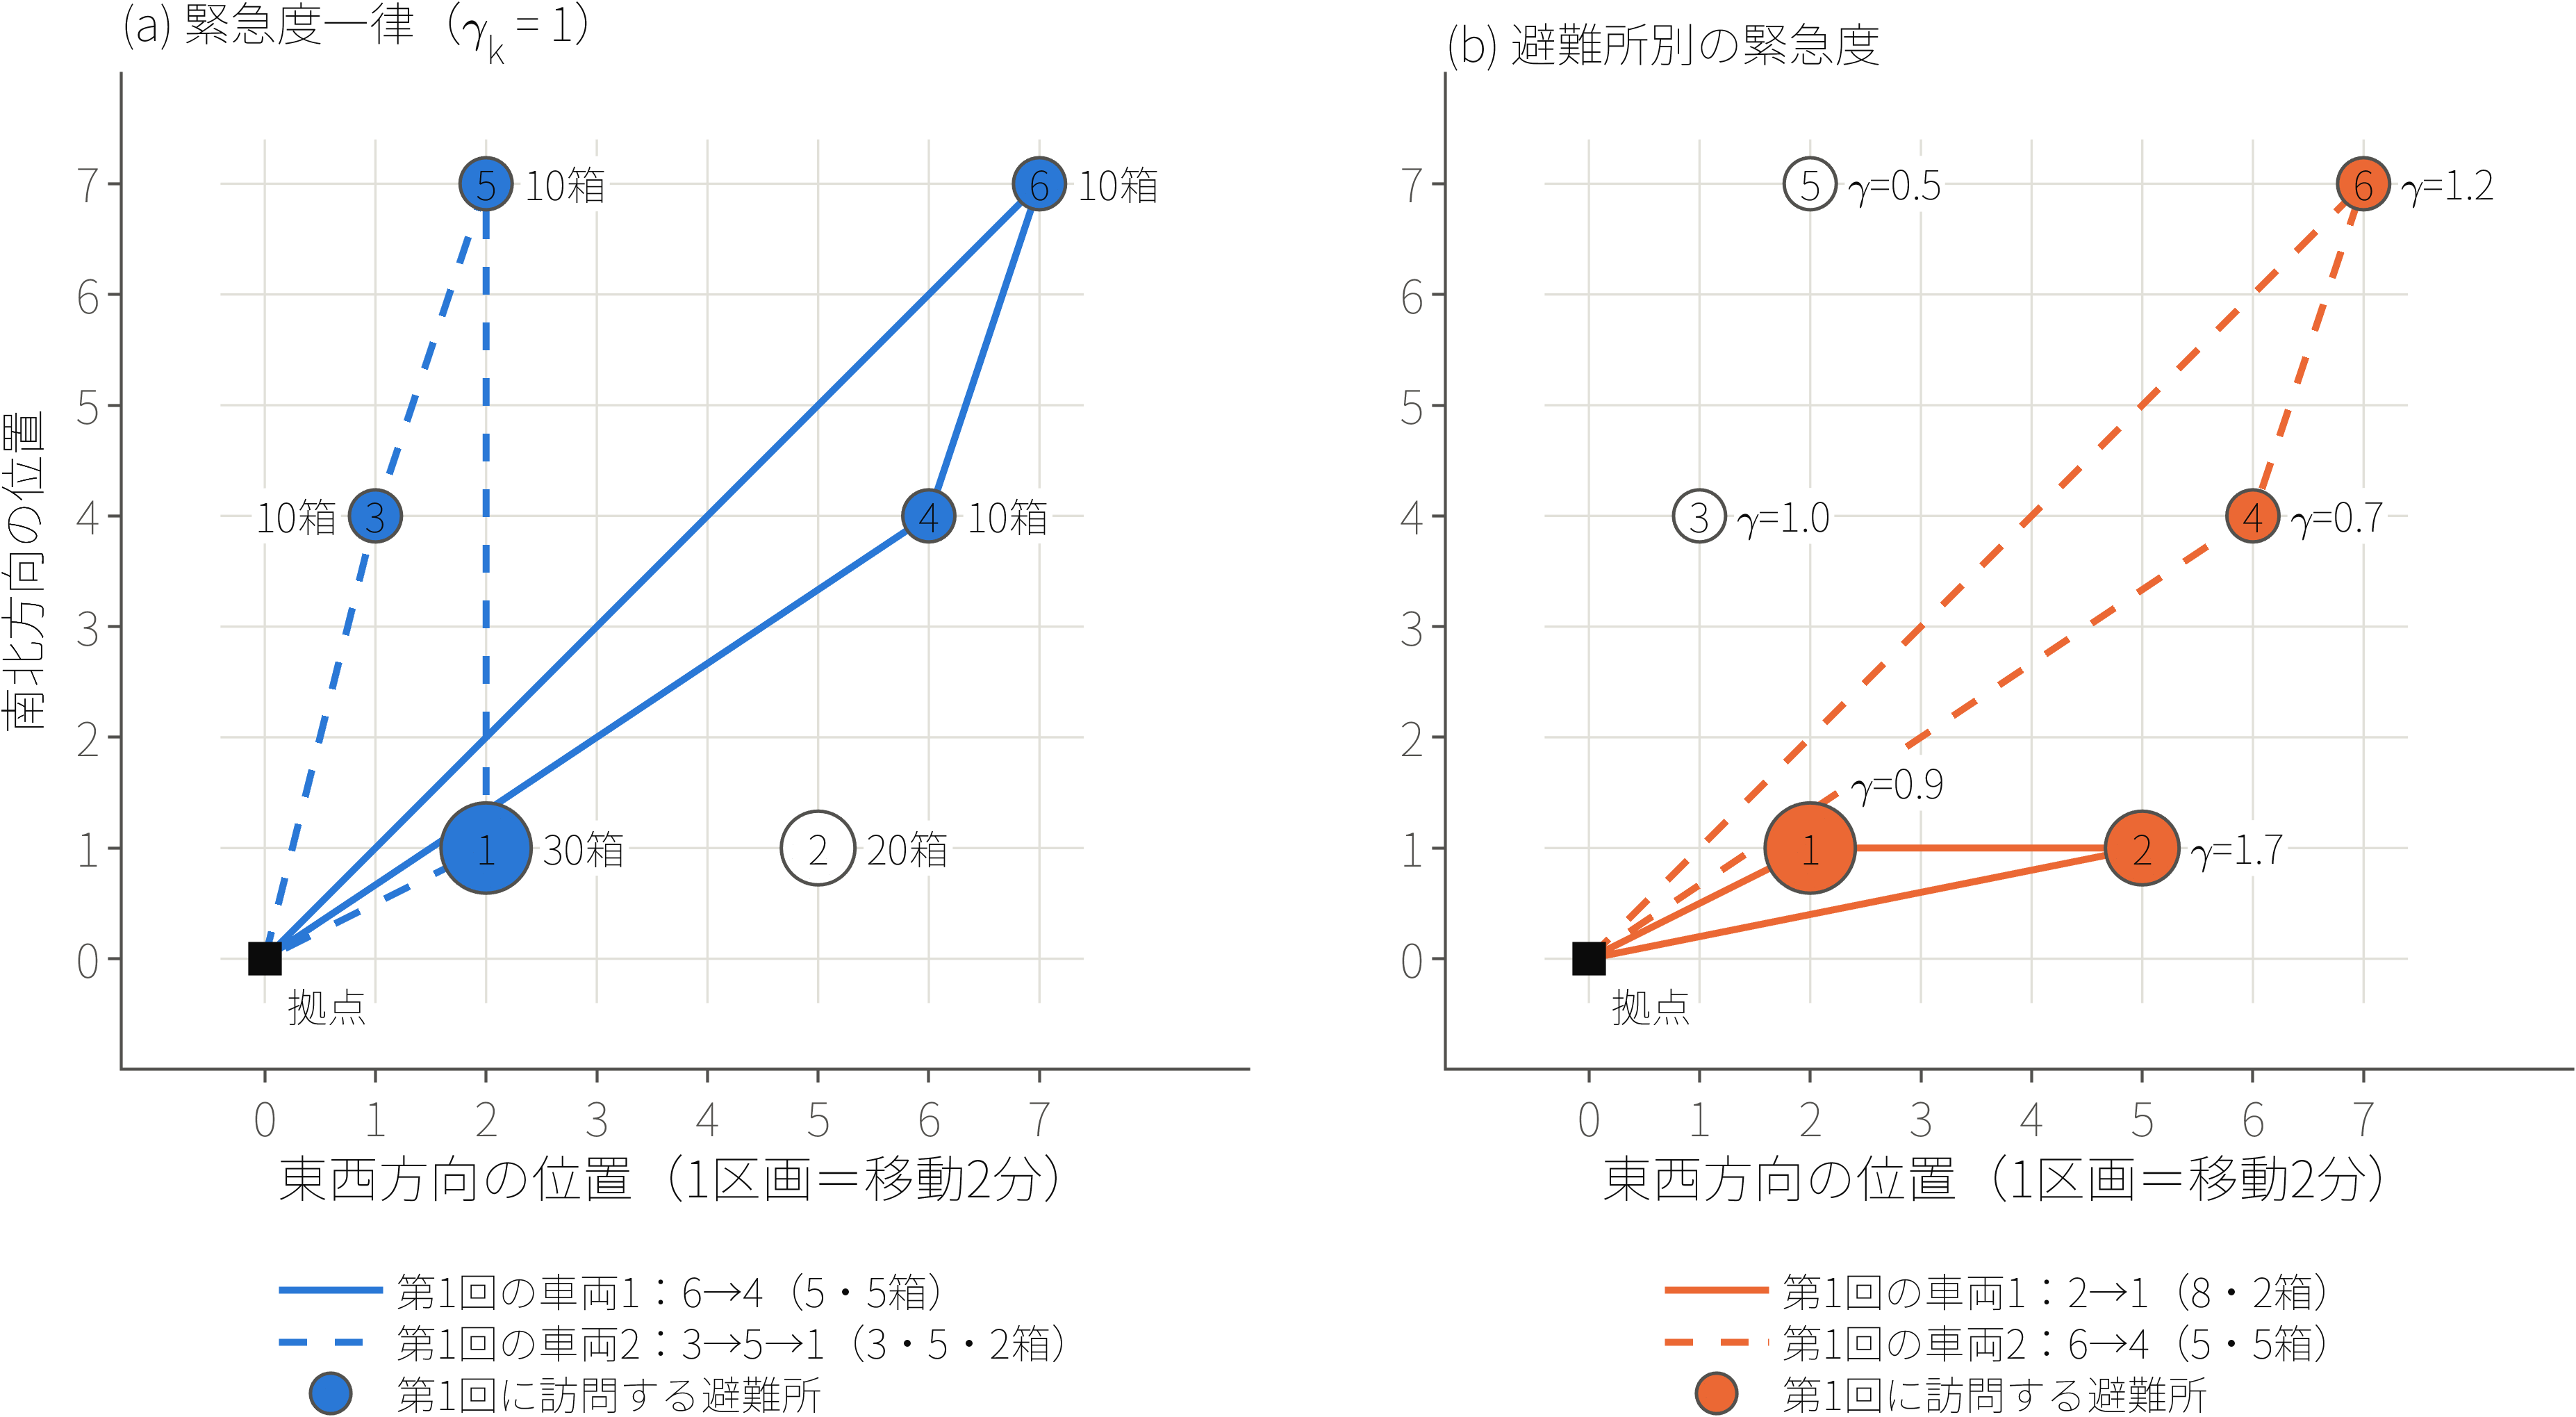 (a) 緊急度一律（γk = 1）
南北方向の位置
7
6
5
4
3
2
1
0
5 10箱
6 10箱
10箱 3
4 10箱
1 30箱
2 20箱
拠点
0 1 2 3 4 5 6 7
東西方向の位置（1区画＝移動2分）
第1回の車両1：6→4（5・5箱）
第1回の車両2：3→5→1（3・5・2箱）
第1回に訪問する避難所
(b) 避難所別の緊急度
7
6
5
4
3
2
1
0
5 γ=0.5
6 γ=1.2
3 γ=1.0
4 γ=0.7
γ=0.9
1
2 γ=1.7
拠点
0 1 2 3 4 5 6 7
東西方向の位置（1区画＝移動2分）
第1回の車両1：2→1（8・2箱）
第1回の車両2：6→4（5・5箱）
第1回に訪問する避難所